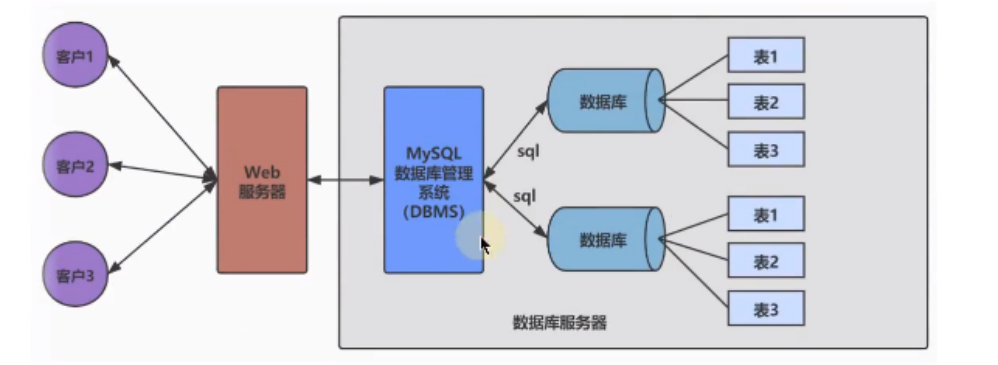 客户1
客户2
客户3
Web
服务器
MySQL
数据库管理
系统
(DBMS)
sql
sql
数据库
表1
表2
表3
数据库
表1
表2
表3
数据库服务器